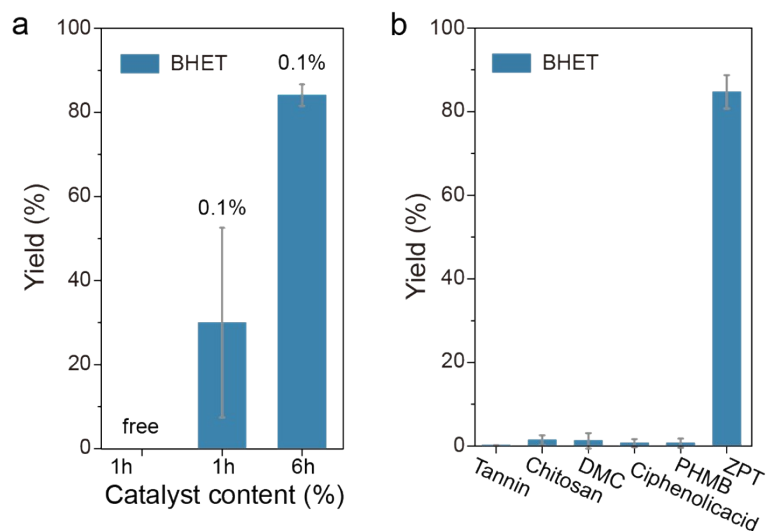 a
100
80
60
40
20
0
Yield (%)
BHET
free
0.1%
0.1%
1h
1h
6h
Catalyst content (%)
b
100
80
60
40
20
0
Yield (%)
BHET
Tannin
Chitosan
DMC
Ciphenolicacid
PHMB
ZPT